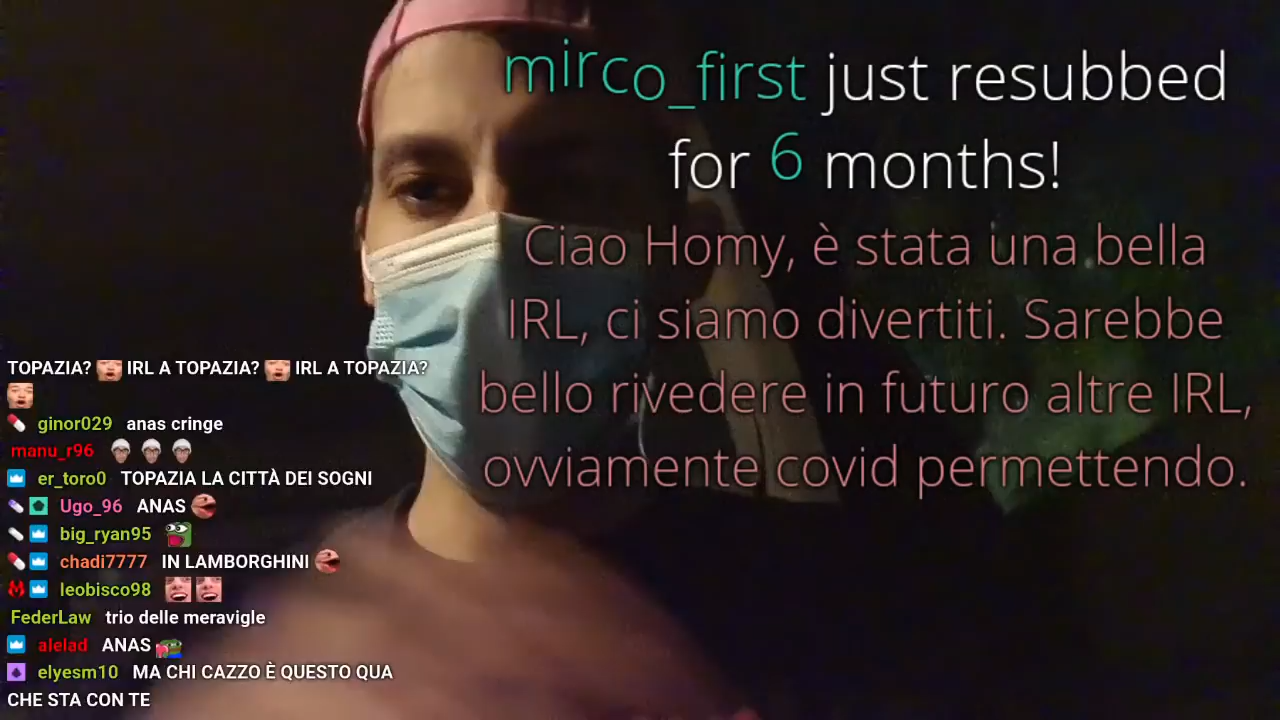 mirco_first just resubbed
for 6 months!
Ciao Homy, è stata una bella
IRL, ci siamo divertiti. Sarebbe
bello rivedere in futuro altre IRL,
ovviamente covid permettendo.
TOPAZIA? IRL A TOPAZIA? IRL A TOPAZIA?
ginor029 anas cringe
manu_r96
er_toro0 TOPAZIA LA CITTÀ DEI SOGNI
Ugo_96 ANAS
big_ryan95
chadi7777 IN LAMBORGHINI
leobisco98
FederLaw trio delle meravigle
alelad ANAS
elyesm10 MA CHI CAZZO È QUESTO QUA
CHE STA CON TE